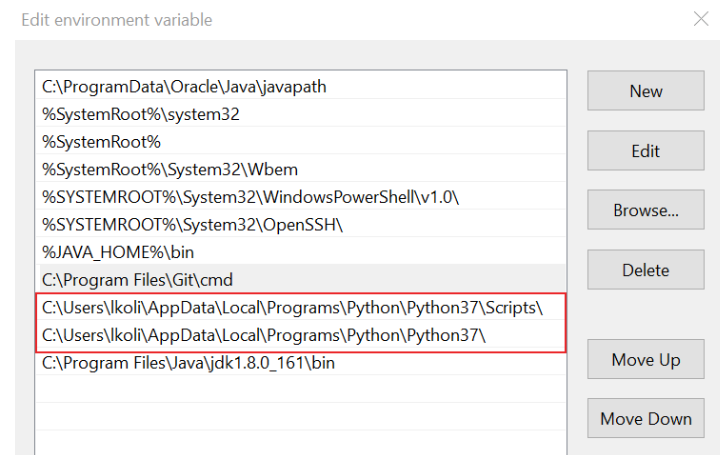 Edit environment variable
C:\ProgramData\Oracle\Java\javapath
%SystemRoot%\system32
%SystemRoot%
%SystemRoot%\System32\Wbem
%SYSTEMROOT%\System32\WindowsPowerShell\v1.0\
%SYSTEMROOT%\System32\OpenSSH\
%JAVA_HOME%\bin
C:\Program Files\Git\cmd
C:\Users\lkoli\AppData\Local\Programs\Python\Python37\Scripts\
C:\Users\lkoli\AppData\Local\Programs\Python\Python37\
C:\Program Files\Java\jdk1.8.0_161\bin
New
Edit
Browse...
Delete
Move Up
Move Down